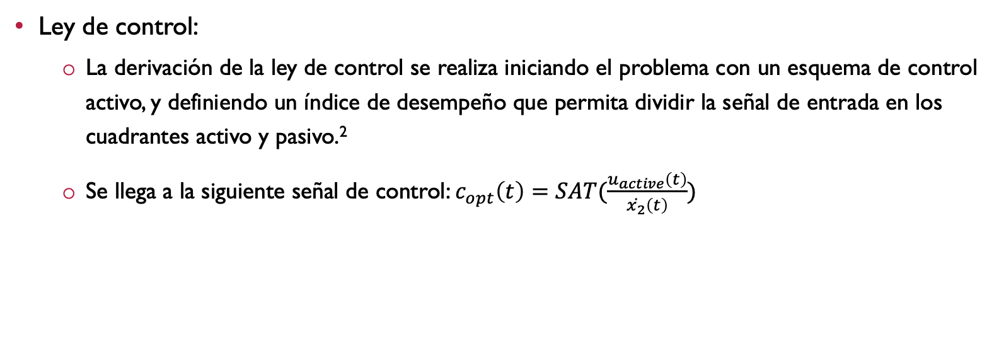 • Ley de control:
o La derivación de la ley de control se realiza iniciando el problema con un esquema de control
activo, y definiendo un índice de desempeño que permita dividir la señal de entrada en los
cuadrantes activo y pasivo.²
o Se llega a la siguiente señal de control: $c_{opt}(t) = SAT(\frac{u_{active}(t)}{\dot{x_2}(t)})$